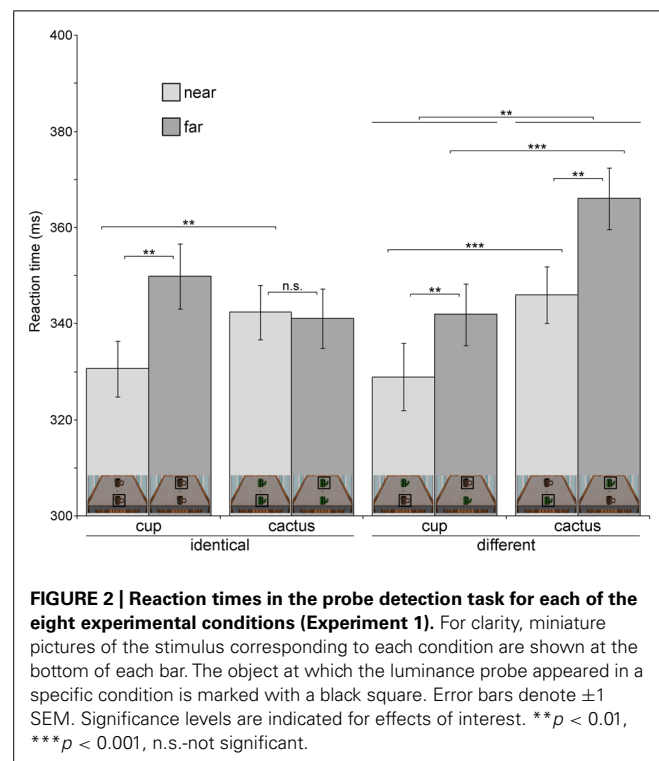 400
380
360
340
320
300
Reaction time (ms)
near
far
**
**
n.s.
**
***
**
***
**
cup
cactus
cup
cactus
identical
different
FIGURE 2 | Reaction times in the probe detection task for each of the
eight experimental conditions (Experiment 1). For clarity, miniature
pictures of the stimulus corresponding to each condition are shown at the
bottom of each bar. The object at which the luminance probe appeared in a
specific condition is marked with a black square. Error bars denote ±1
SEM. Significance levels are indicated for effects of interest. **p < 0.01,
***p < 0.001, n.s.-not significant.